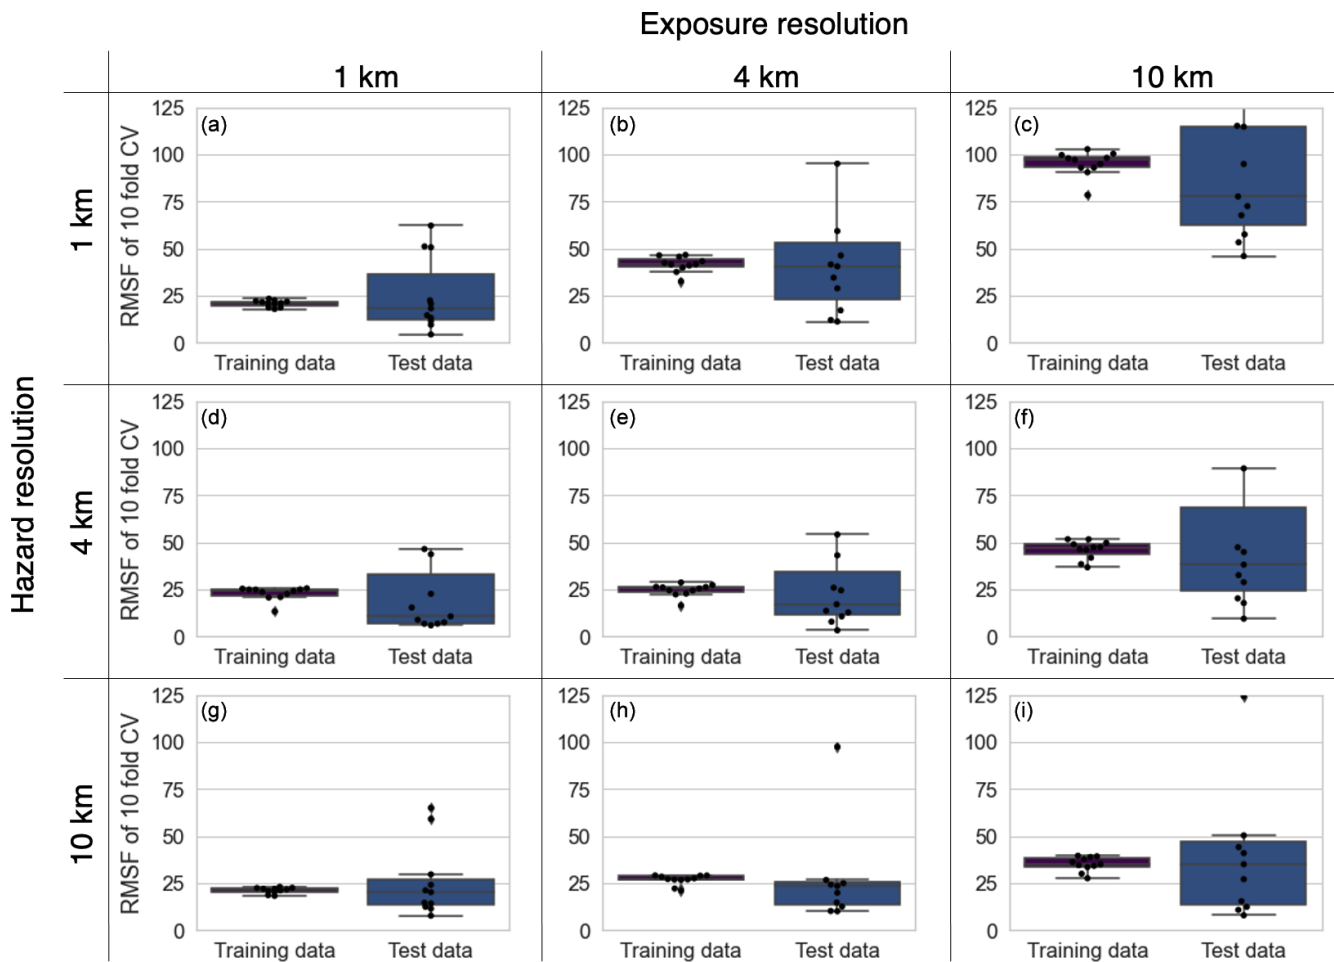 Exposure resolution
1 km 4 km 10 km
Hazard resolution
1 km
RMSF of 10 fold CV
125 100 75 50 25 0
(a)
Training data Test data
125 100 75 50 25 0
(b)
Training data Test data
125 100 75 50 25 0
(c)
Training data Test data
4 km
RMSF of 10 fold CV
125 100 75 50 25 0
(d)
Training data Test data
125 100 75 50 25 0
(e)
Training data Test data
125 100 75 50 25 0
(f)
Training data Test data
10 km
RMSF of 10 fold CV
125 100 75 50 25 0
(g)
Training data Test data
125 100 75 50 25 0
(h)
Training data Test data
125 100 75 50 25 0
(i)
Training data Test data